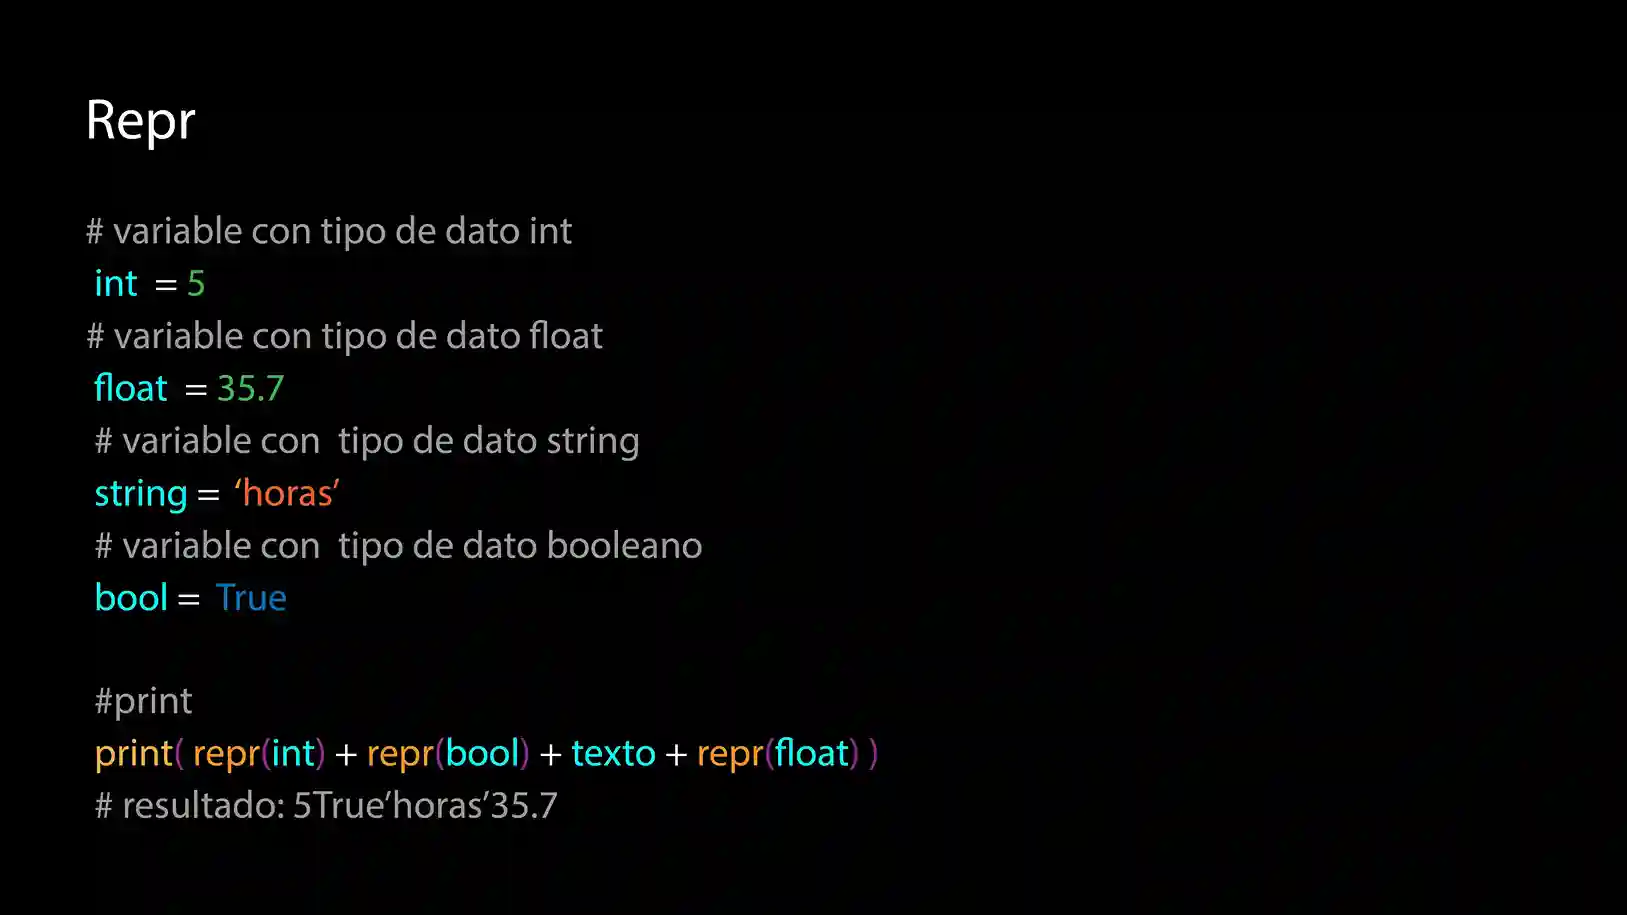 Repr
# variable con tipo de dato int
int = 5
# variable con tipo de dato float
float = 35.7
# variable con tipo de dato string
string = ‘horas’
# variable con tipo de dato booleano
bool = True
#print
print( repr(int) + repr(bool) + texto + repr(float) )
# resultado: 5True’horas’35.7